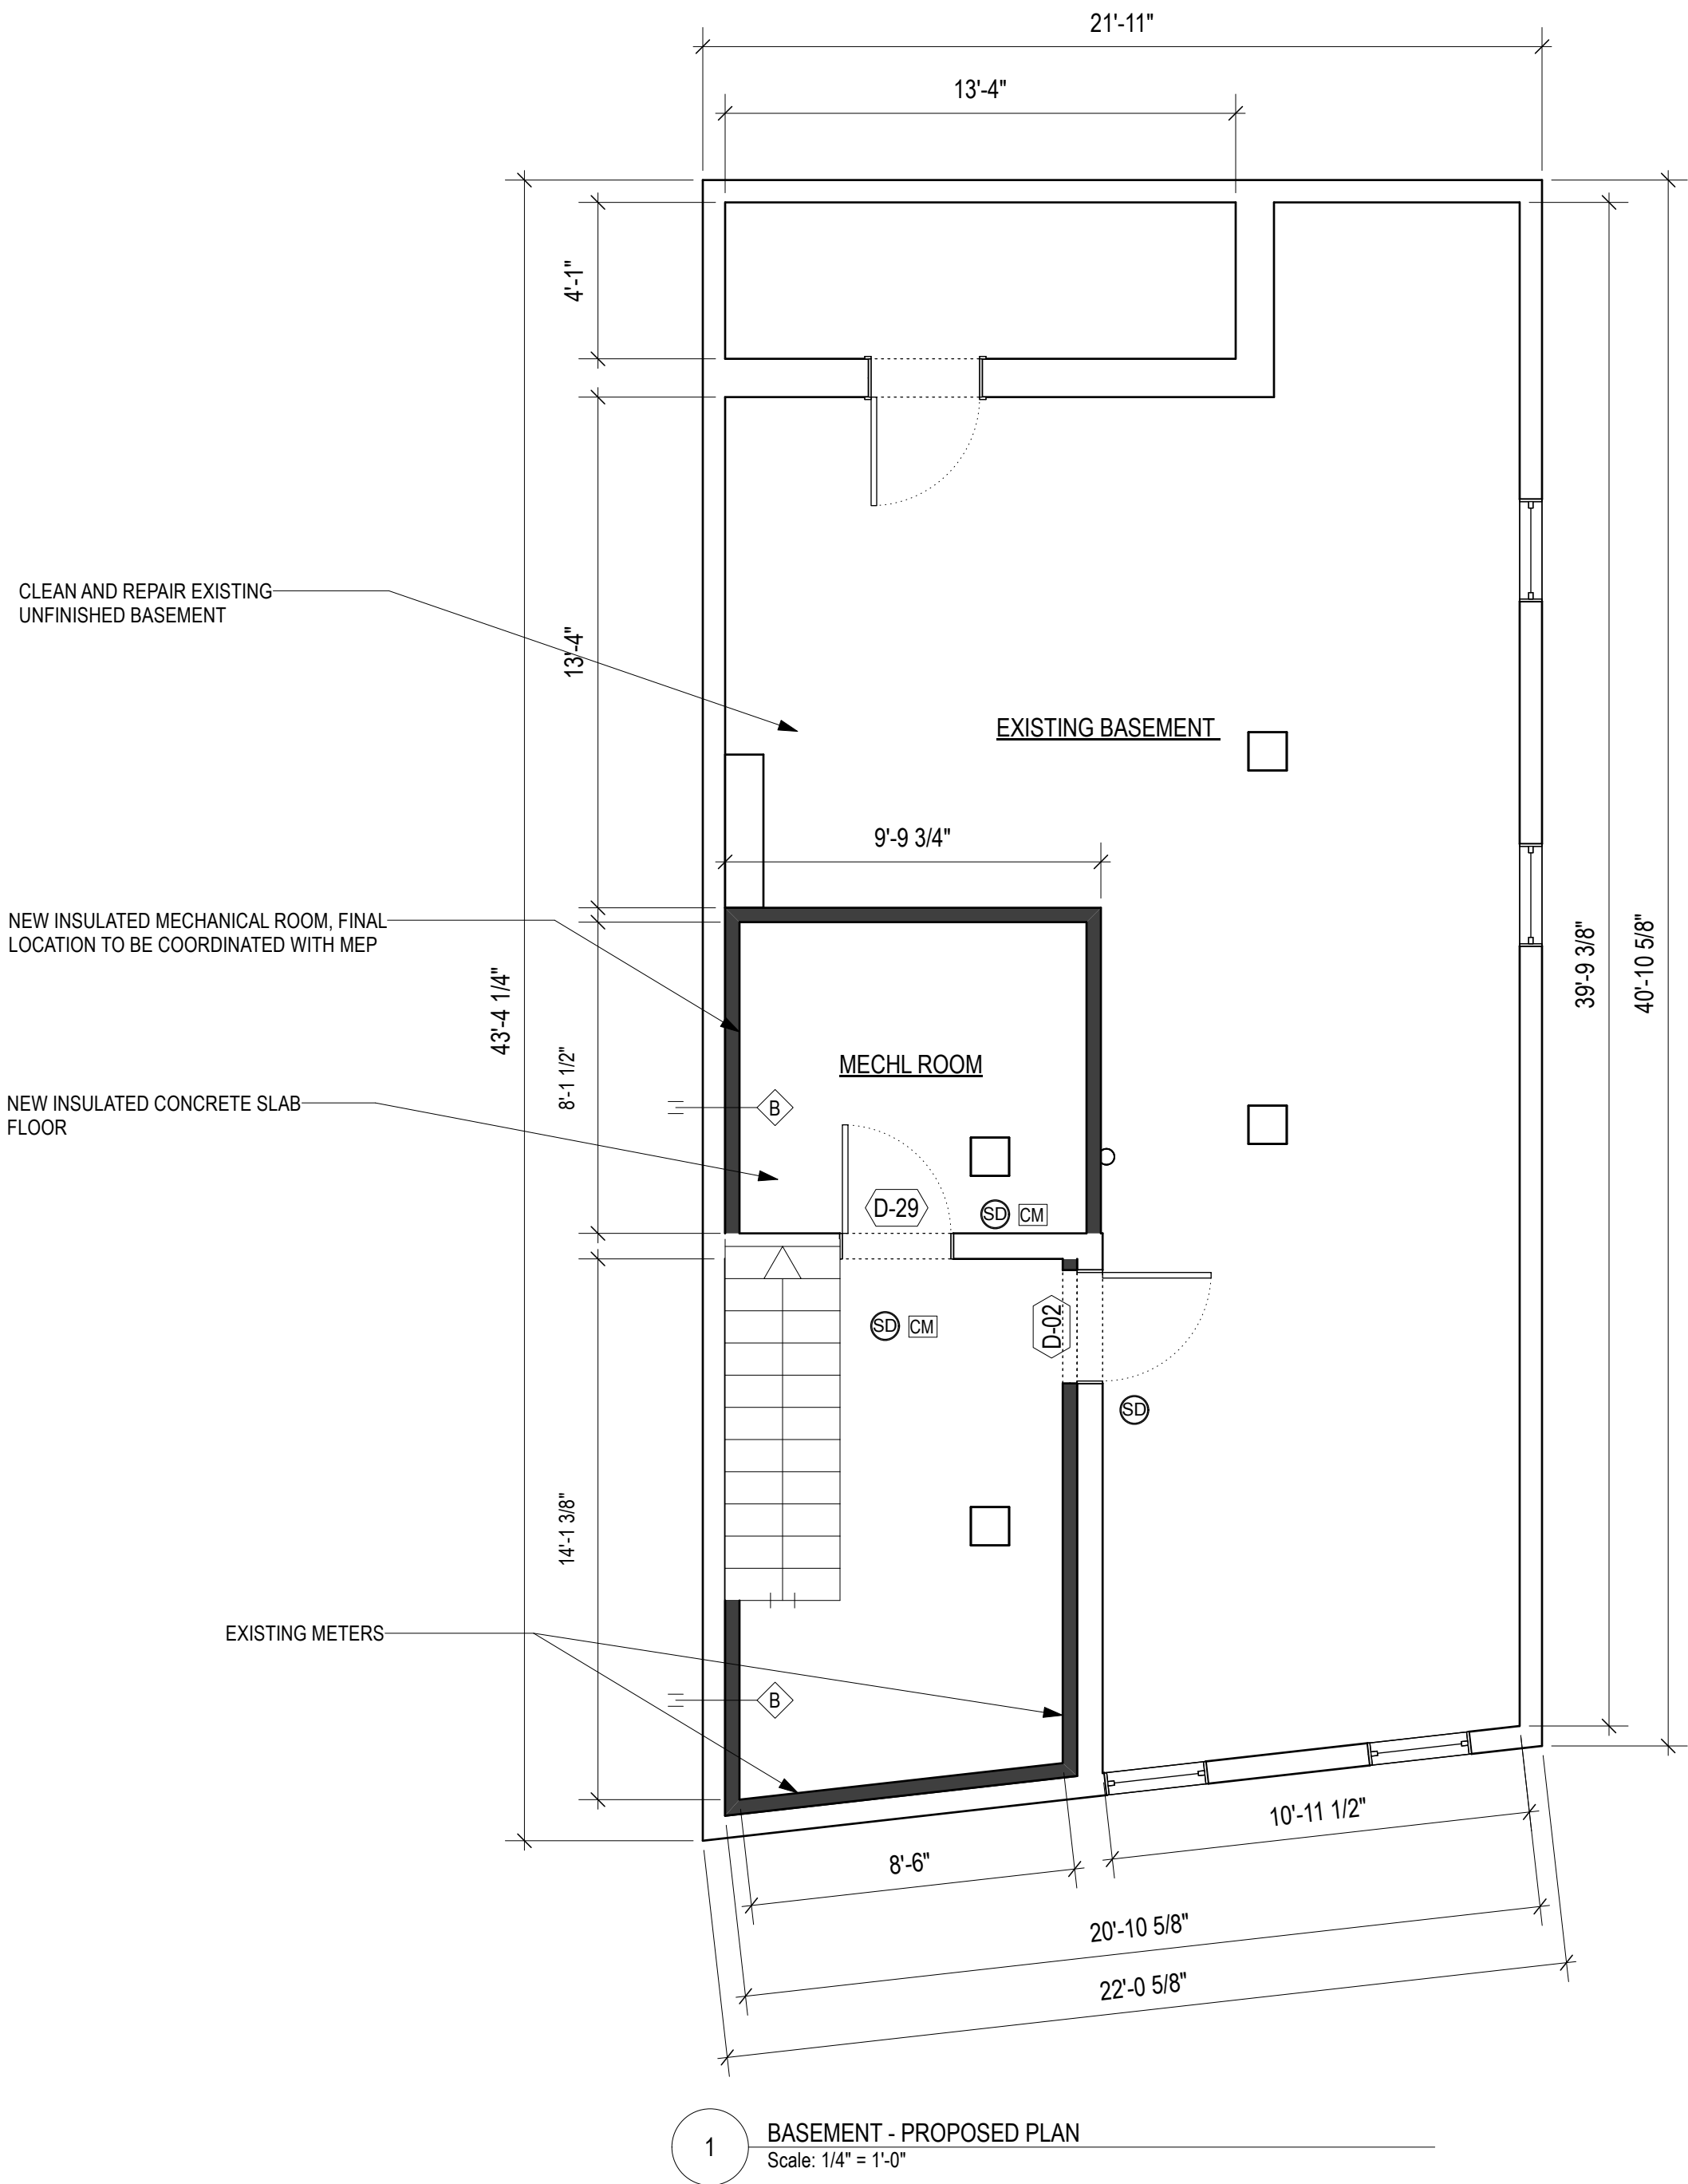 21'-11"
13'-4"
4'-1"
CLEAN AND REPAIR EXISTING
UNFINISHED BASEMENT
13'-4"
EXISTING BASEMENT
9'-9 3/4"
NEW INSULATED MECHANICAL ROOM, FINAL
LOCATION TO BE COORDINATED WITH MEP
43'-4 1/4"
39'-9 3/8"
40'-10 5/8"
8'-1 1/2"
MECHL ROOM
NEW INSULATED CONCRETE SLAB
FLOOR
B
D-29
SD CM
SD CM
D-02
SD
14'-1 3/8"
EXISTING METERS
B
10'-11 1/2"
8'-6"
20'-10 5/8"
22'-0 5/8"
1
BASEMENT - PROPOSED PLAN
Scale: 1/4" = 1'-0"